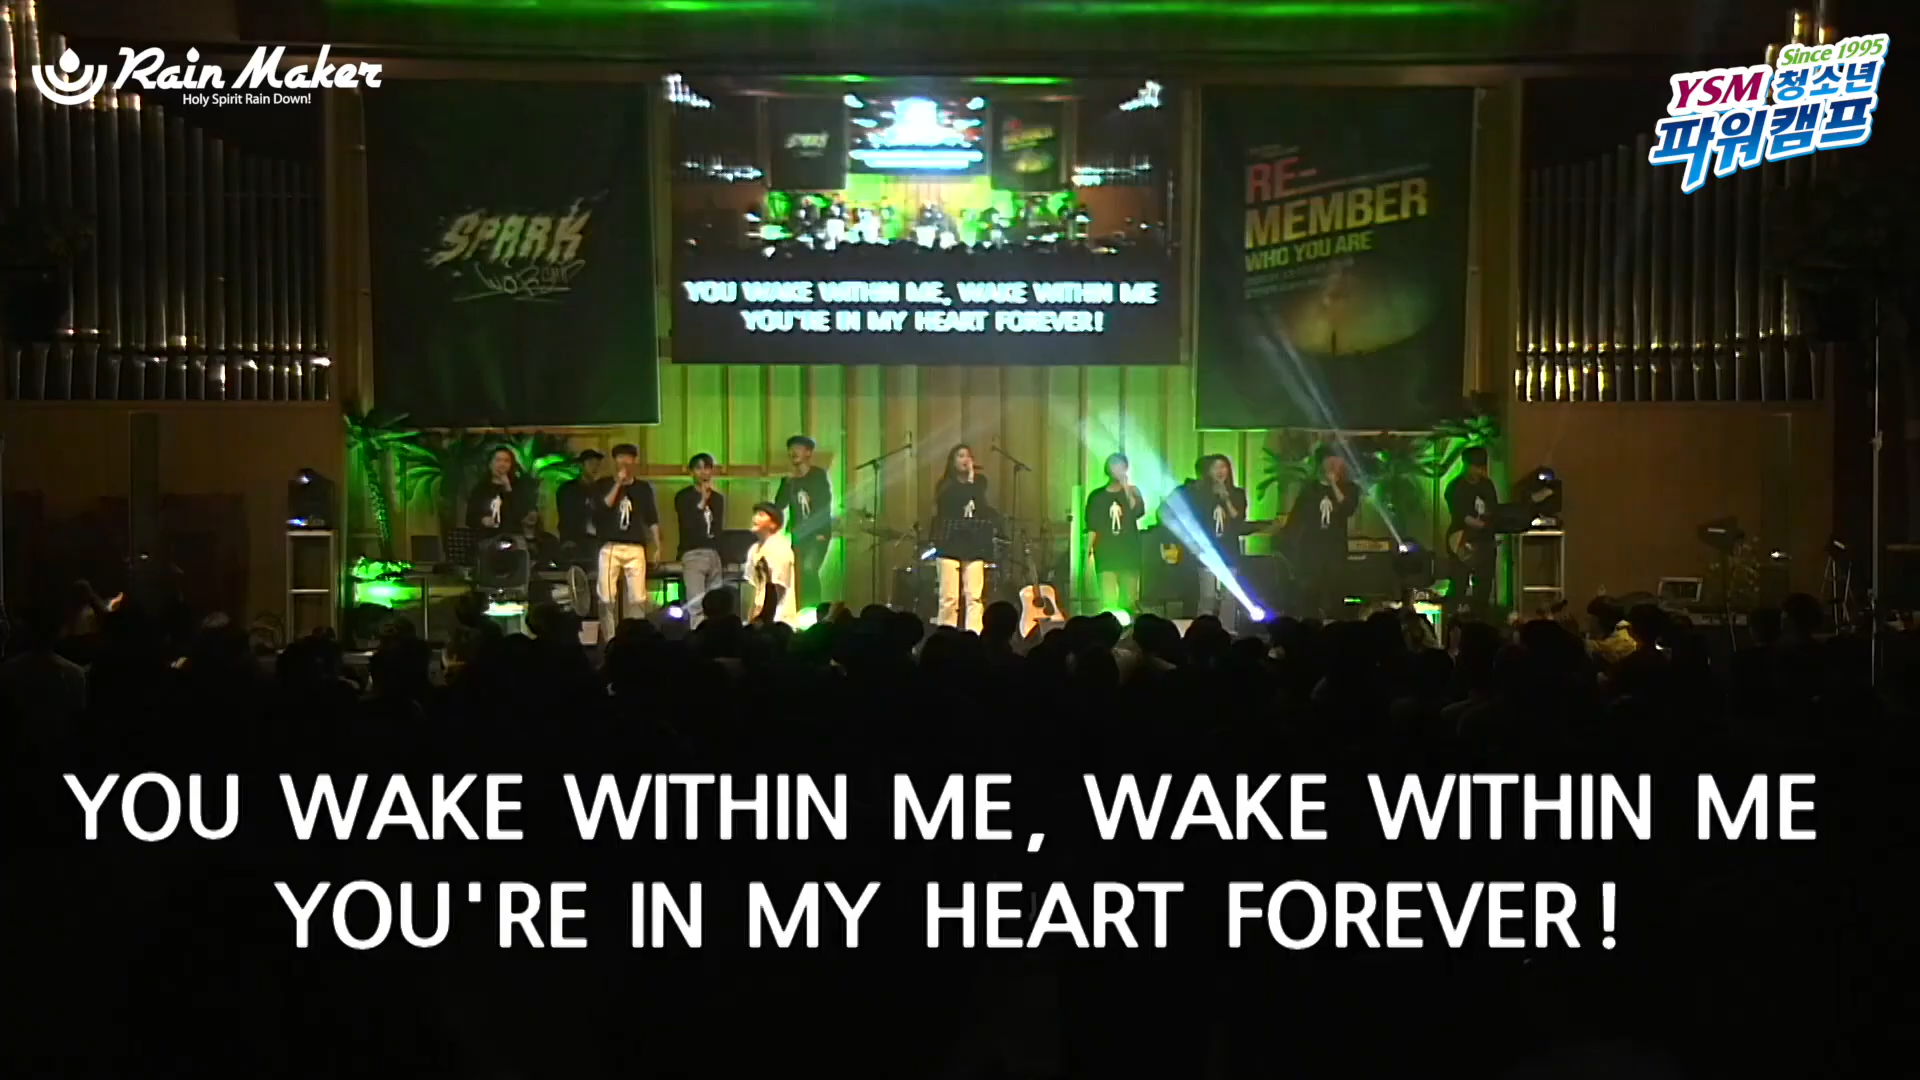 Rain Maker
Holy Spirit Rain Down!
Since 1995
YSM 청소년
파워캠프
SPARK
WORSHIP
RE-
MEMBER
WHO YOU ARE
YOU WAKE WITHIN ME, WAKE WITHIN ME
YOU'RE IN MY HEART FOREVER!
YOU WAKE WITHIN ME, WAKE WITHIN ME
YOU'RE IN MY HEART FOREVER!